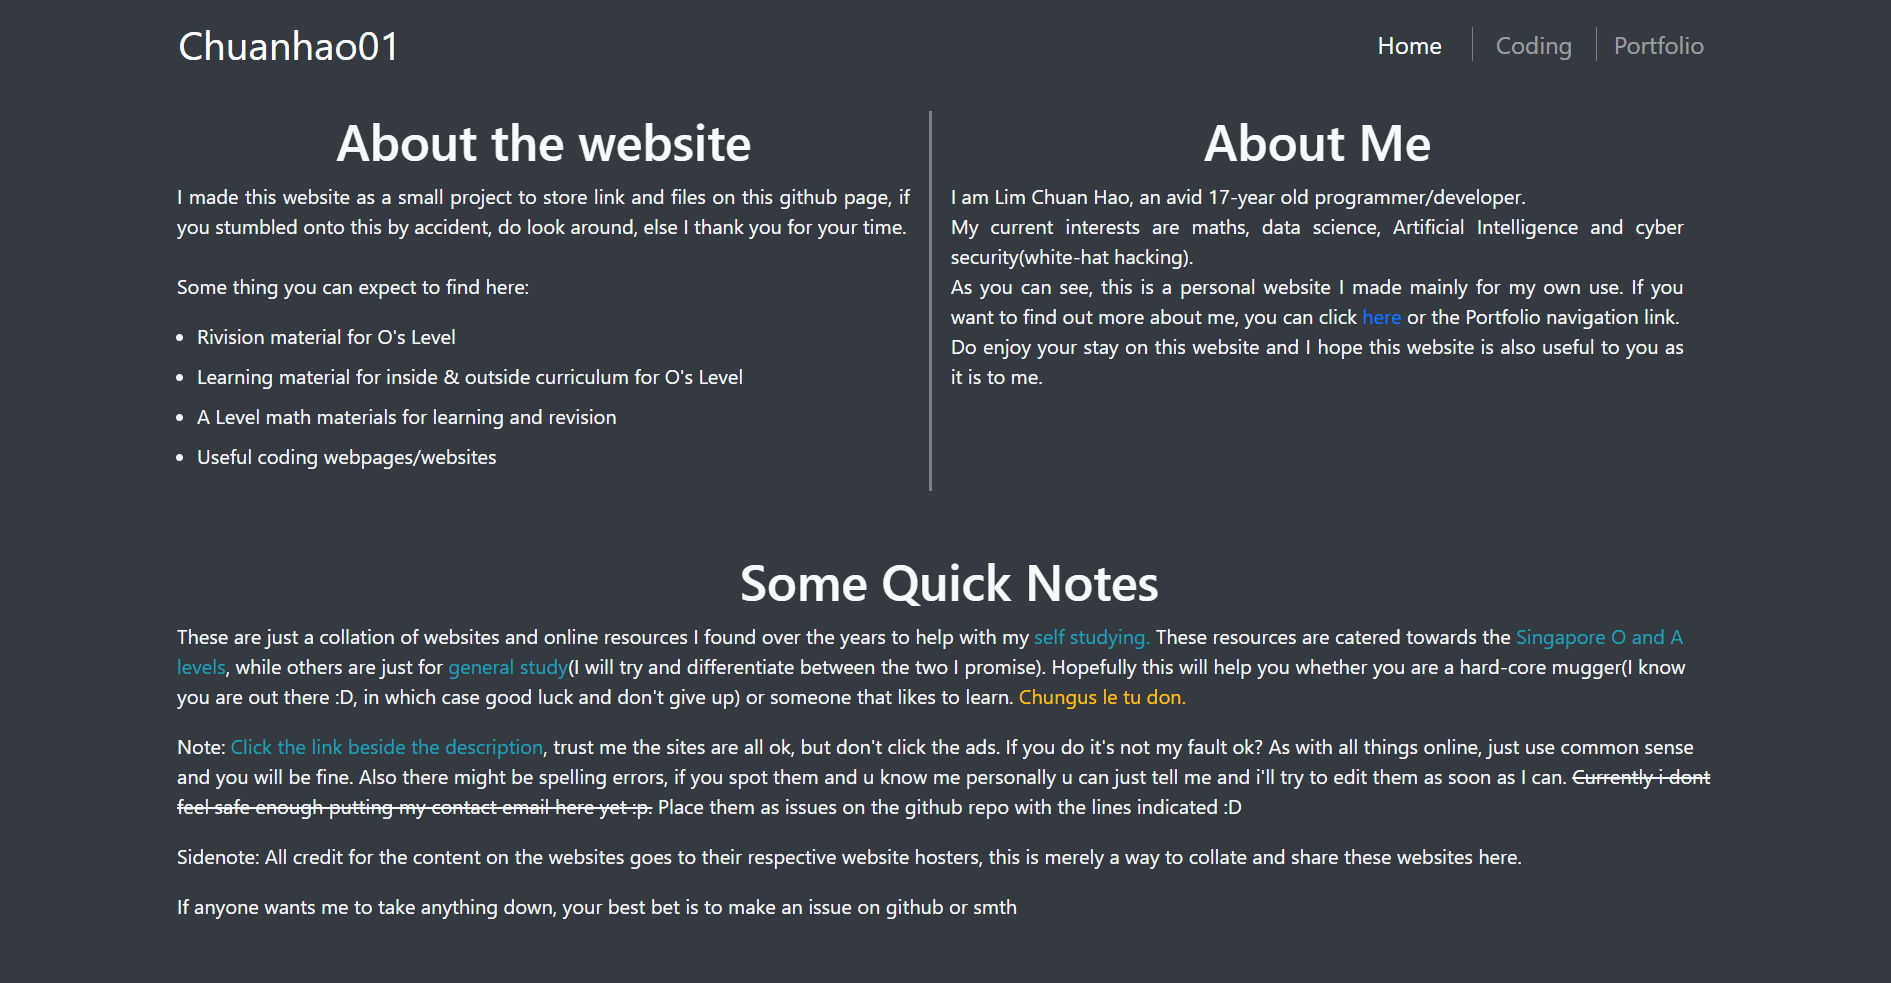 Chuanhao01
Home
Coding
Portfolio
About the website
I made this website as a small project to store link and files on this github page, if
you stumbled onto this by accident, do look around, else I thank you for your time.
Some thing you can expect to find here:
• Rivision material for O's Level
• Learning material for inside & outside curriculum for O's Level
• A Level math materials for learning and revision
• Useful coding webpages/websites
About Me
I am Lim Chuan Hao, an avid 17-year old programmer/developer.
My current interests are maths, data science, Artificial Intelligence and cyber
security(white-hat hacking).
As you can see, this is a personal website I made mainly for my own use. If you
want to find out more about me, you can click here or the Portfolio navigation link.
Do enjoy your stay on this website and I hope this website is also useful to you as
it is to me.
Some Quick Notes
These are just a collation of websites and online resources I found over the years to help with my self studying. These resources are catered towards the Singapore O and A
levels, while others are just for general study(I will try and differentiate between the two I promise). Hopefully this will help you whether you are a hard-core mugger(I know
you are out there :D, in which case good luck and don't give up) or someone that likes to learn. Chungus le tu don.
Note: Click the link beside the description, trust me the sites are all ok, but don't click the ads. If you do it's not my fault ok? As with all things online, just use common sense
and you will be fine. Also there might be spelling errors, if you spot them and u know me personally u can just tell me and i'll try to edit them as soon as I can. Currently i dont
feel safe enough putting my contact email here yet :p. Place them as issues on the github repo with the lines indicated :D
Sidenote: All credit for the content on the websites goes to their respective website hosters, this is merely a way to collate and share these websites here.
If anyone wants me to take anything down, your best bet is to make an issue on github or smth